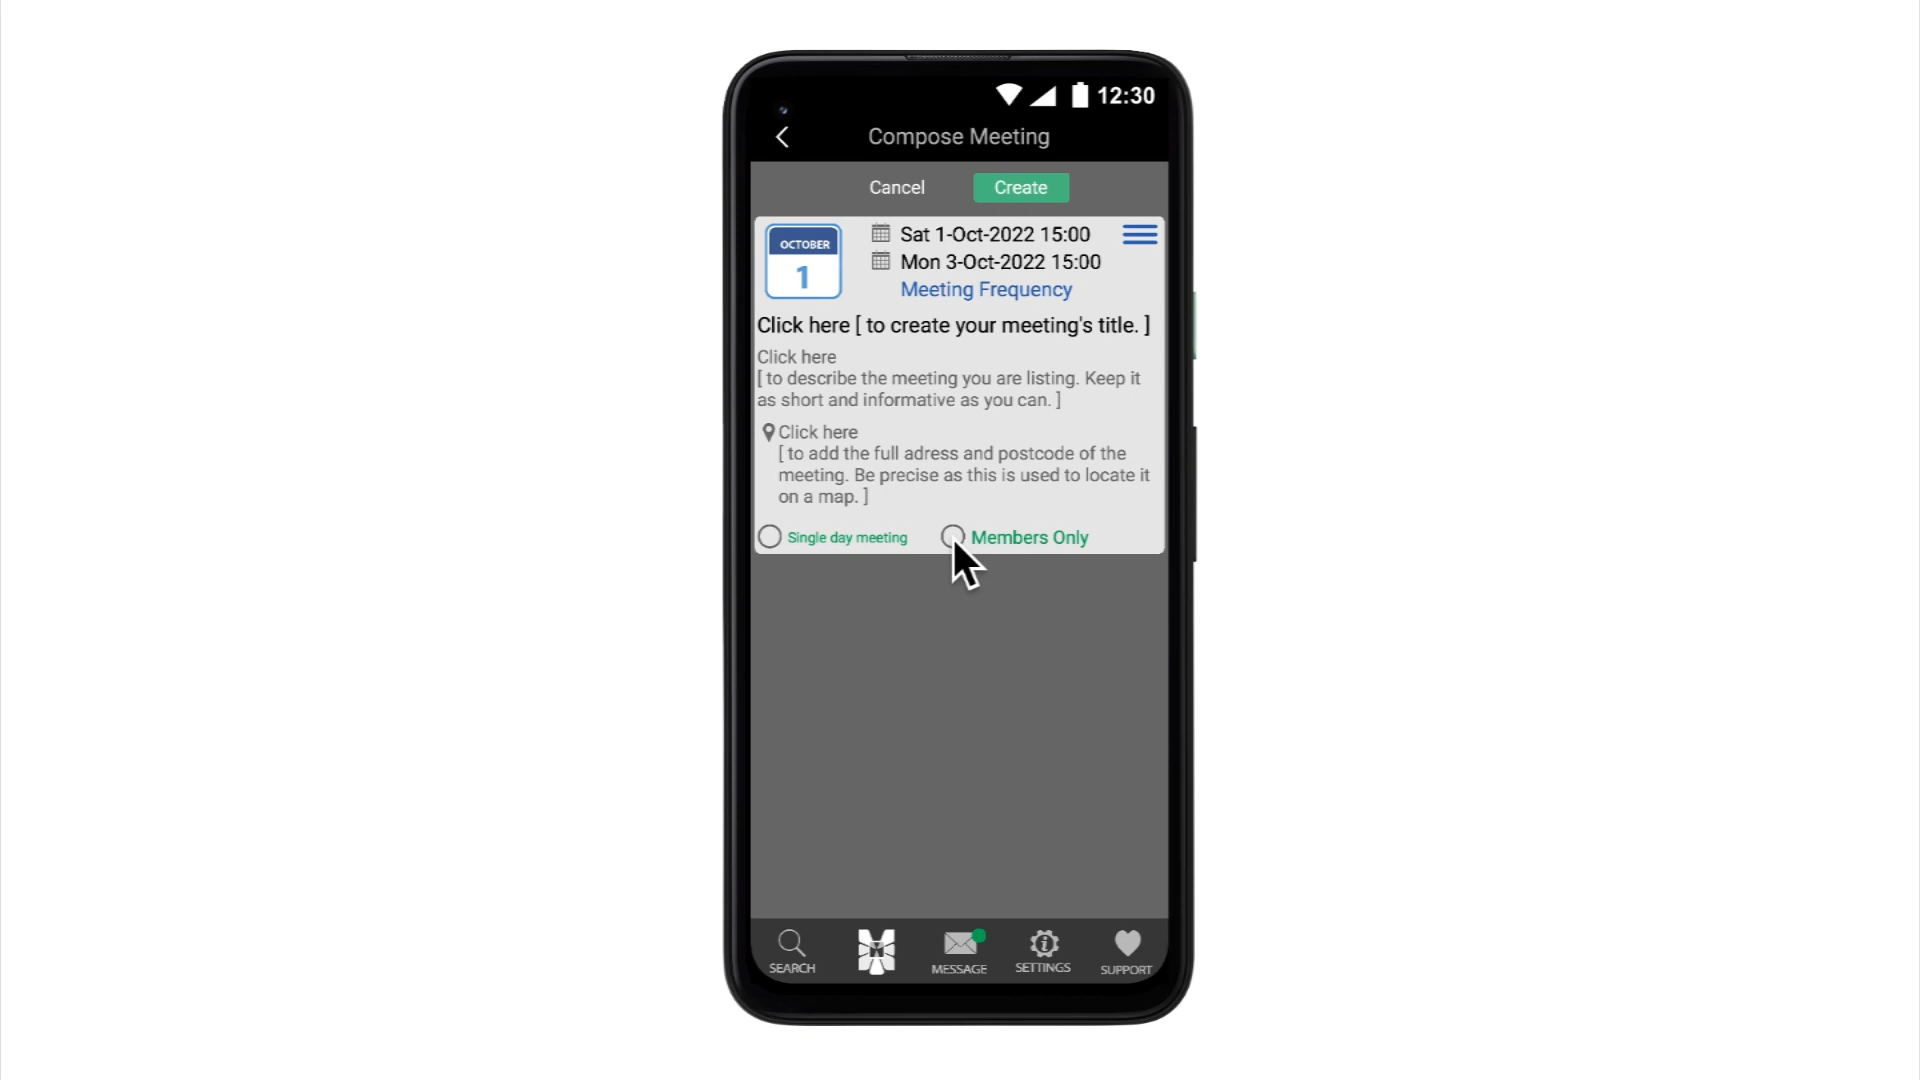 12:30
Compose Meeting
Cancel
Create
OCTOBER
1
Sat 1-Oct-2022 15:00
Mon 3-Oct-2022 15:00
Meeting Frequency
Click here [ to create your meeting's title. ]
Click here
[ to describe the meeting you are listing. Keep it
as short and informative as you can. ]
Click here
[ to add the full adress and postcode of the
meeting. Be precise as this is used to locate it
on a map. ]
Single day meeting
Members Only
SEARCH
MESSAGE
SETTINGS
SUPPORT